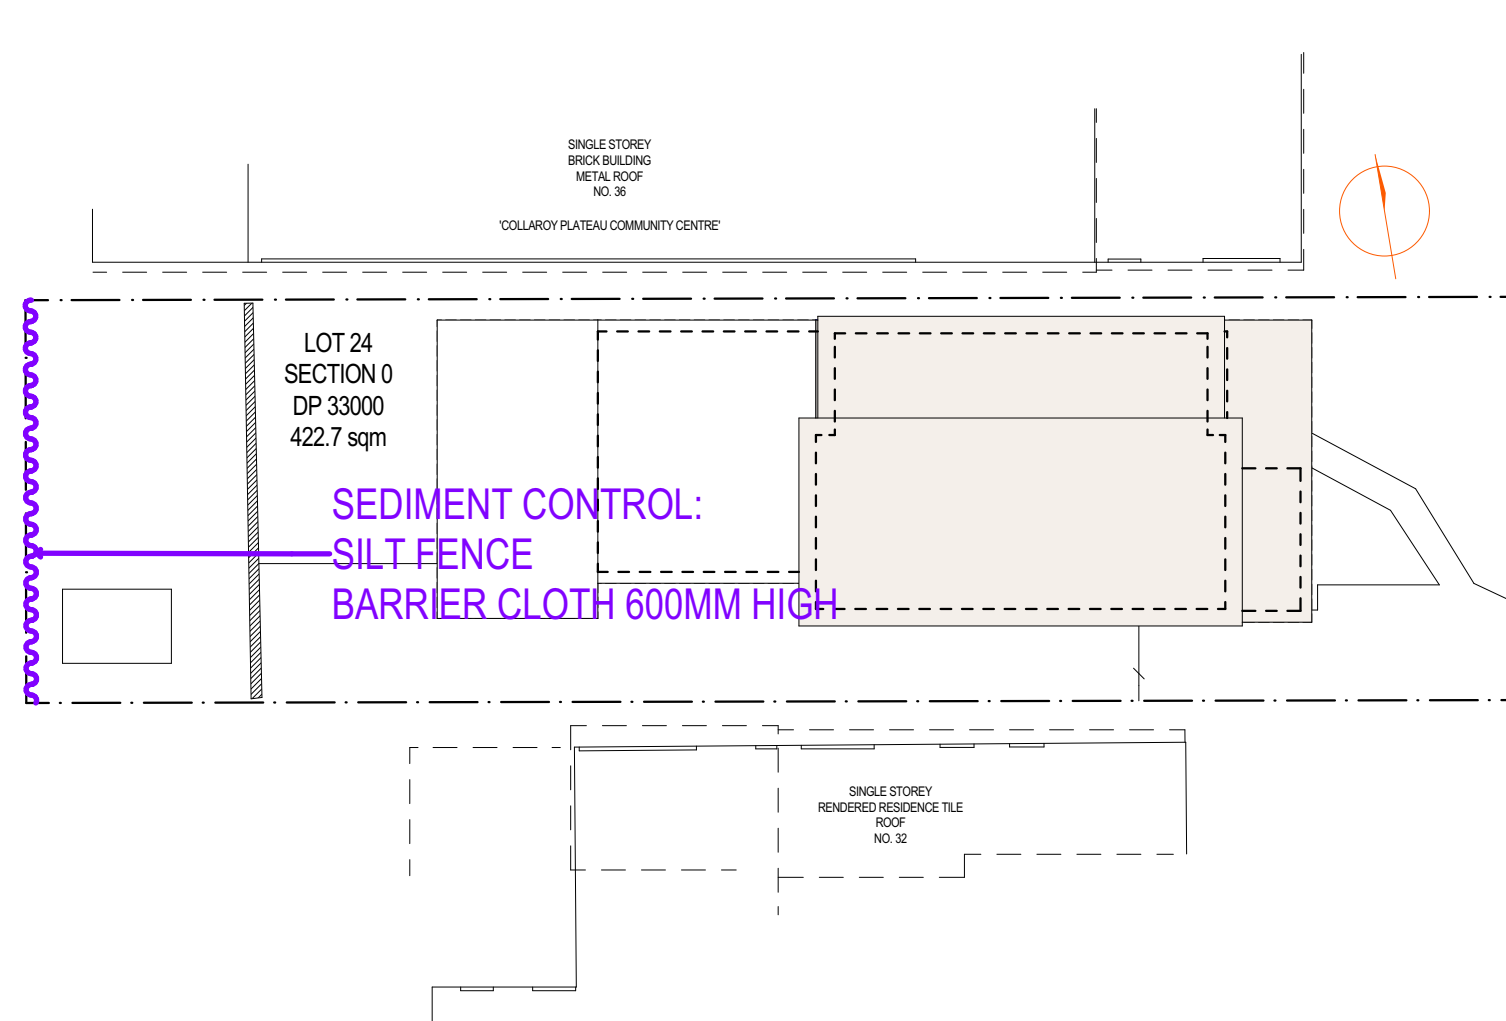 SINGLE STOREY
BRICK BUILDING
METAL ROOF
NO. 36
'COLLAROY PLATEAU COMMUNITY CENTRE'
LOT 24
SECTION 0
DP 33000
422.7 sqm
SEDIMENT CONTROL:
SILT FENCE
BARRIER CLOTH 600MM HIGH
SINGLE STOREY
RENDERED RESIDENCE TILE
ROOF
NO. 32